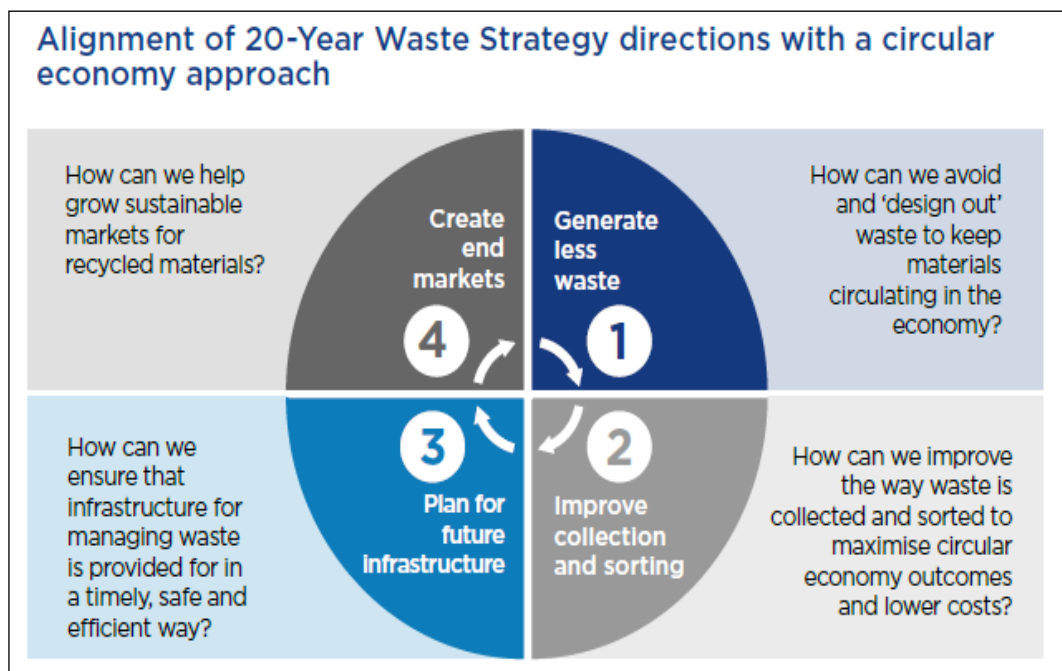 Alignment of 20-Year Waste Strategy directions with a circular
economy approach
How can we help
grow sustainable
markets for
recycled materials?
Create
end
markets
4
Generate
less
waste
1
How can we avoid
and ‘design out’
waste to keep
materials
circulating in the
economy?
How can we
ensure that
infrastructure for
managing waste
is provided for in
a timely, safe and
efficient way?
3
Plan for
future
infrastructure
2
Improve
collection
and sorting
How can we improve
the way waste is
collected and sorted to
maximise circular
economy outcomes
and lower costs?